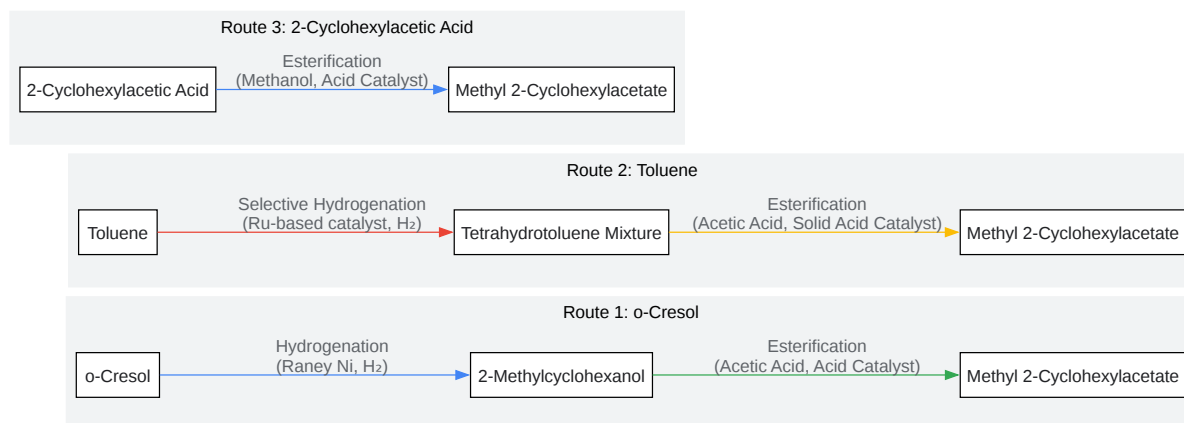 Route 3: 2-Cyclohexylacetic Acid
Esterification
(Methanol, Acid Catalyst)
2-Cyclohexylacetic Acid
Methyl 2-Cyclohexylacetate
Route 2: Toluene
Selective Hydrogenation
(Ru-based catalyst, H₂)
Esterification
(Acetic Acid, Solid Acid Catalyst)
Toluene
Tetrahydrotoluene Mixture
Methyl 2-Cyclohexylacetate
Route 1: o-Cresol
Hydrogenation
(Raney Ni, H₂)
Esterification
(Acetic Acid, Acid Catalyst)
o-Cresol
2-Methylcyclohexanol
Methyl 2-Cyclohexylacetate